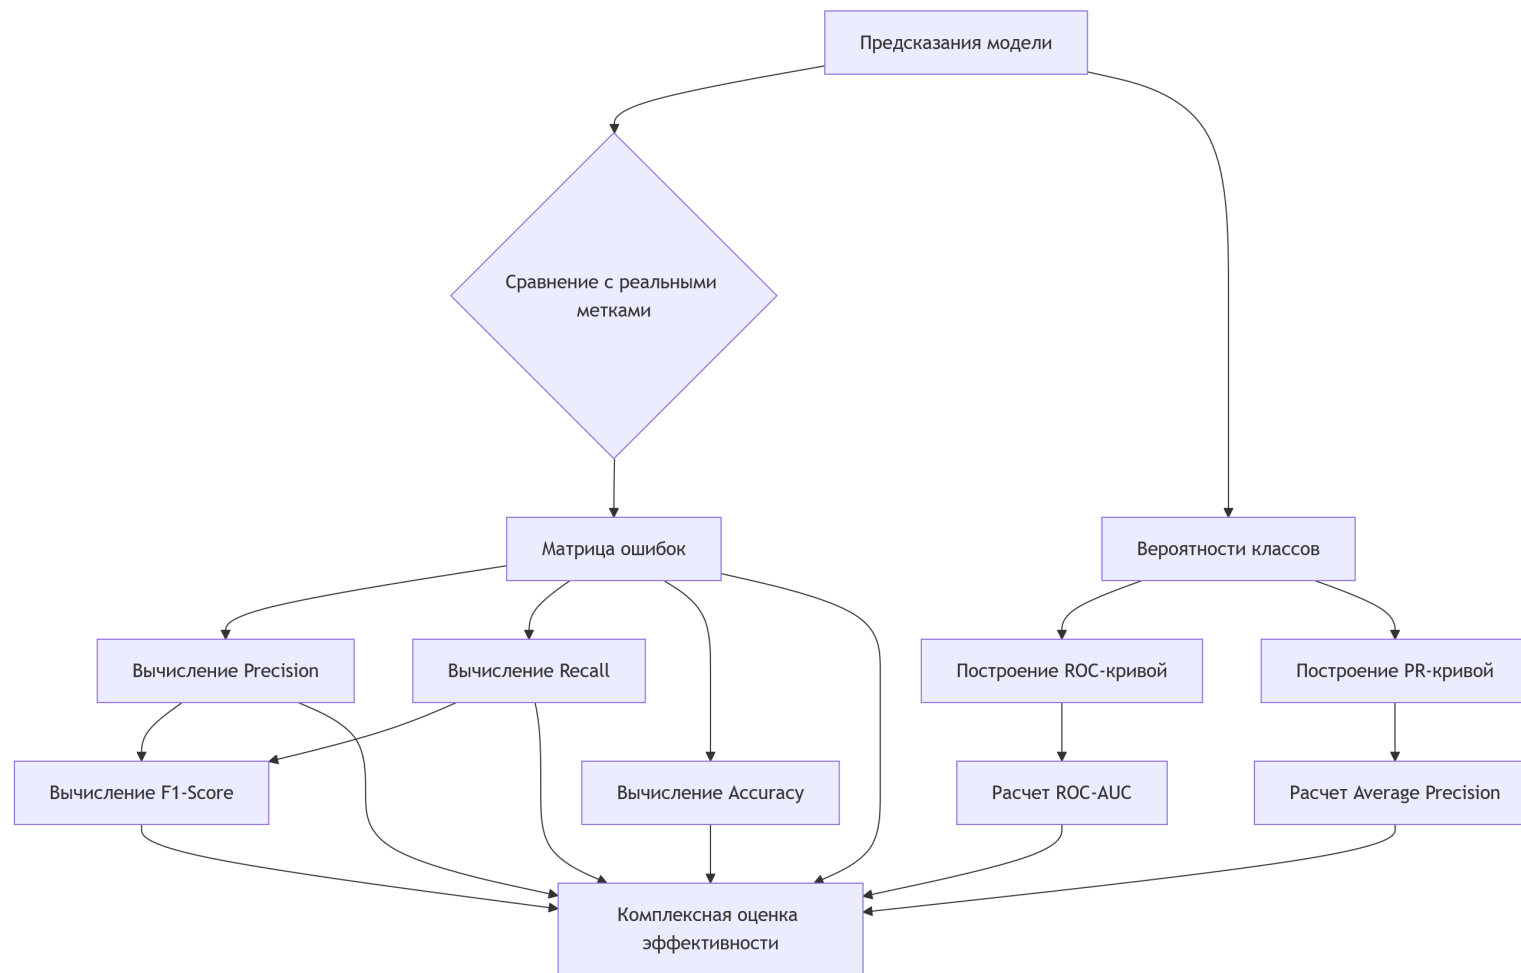 Предсказания модели
Сравнение с реальными
метками
Матрица ошибок
Вероятности классов
Вычисление Precision
Вычисление Recall
Построение ROC-кривой
Построение PR-кривой
Вычисление F1-Score
Вычисление Accuracy
Расчет ROC-AUC
Расчет Average Precision
Комплексная оценка
эффективности